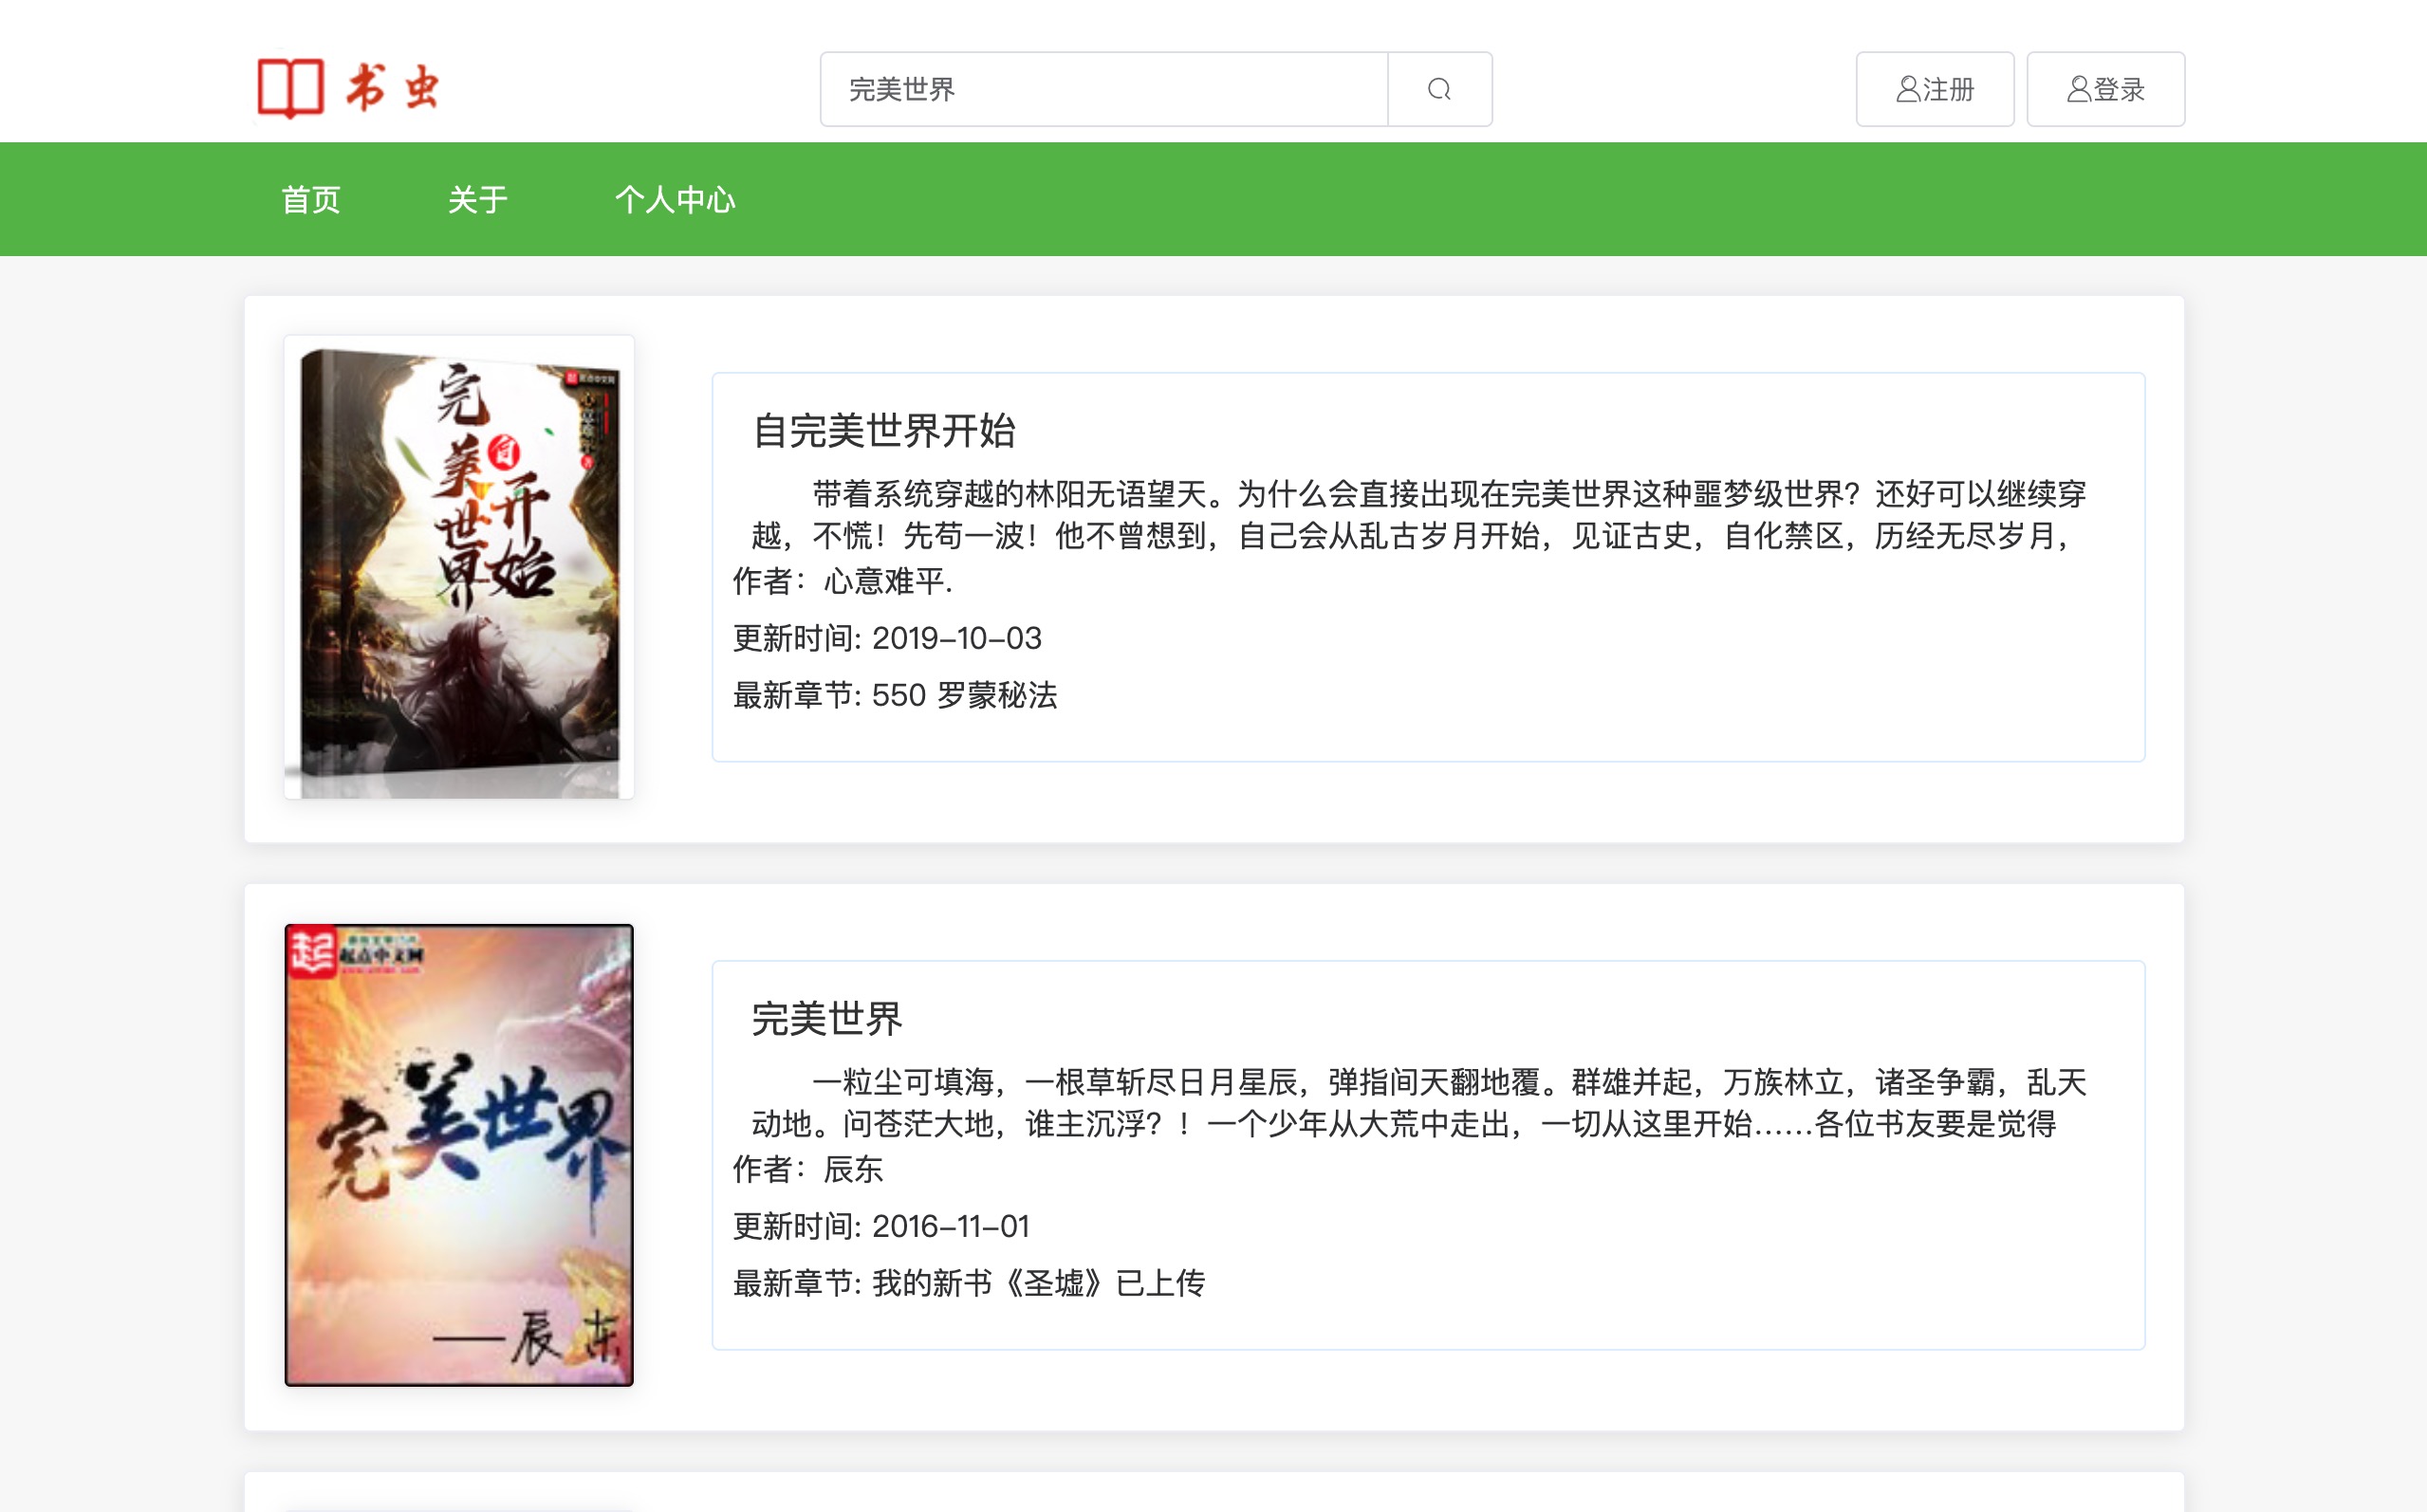 书虫
完美世界
注册
登录
首页
关于
个人中心
完美世界
自
开始
起点中文网
著
自完美世界开始
带着系统穿越的林阳无语望天。为什么会直接出现在完美世界这种噩梦级世界？还好可以继续穿
越，不慌！先苟一波！他不曾想到，自己会从乱古岁月开始，见证古史，自化禁区，历经无尽岁月，
作者：心意难平.
更新时间: 2019-10-03
最新章节: 550 罗蒙秘法
起
起点中文网
完美世界
——辰东
完美世界
一粒尘可填海，一根草斩尽日月星辰，弹指间天翻地覆。群雄并起，万族林立，诸圣争霸，乱天
动地。问苍茫大地，谁主沉浮？！一个少年从大荒中走出，一切从这里开始……各位书友要是觉得
作者：辰东
更新时间: 2016-11-01
最新章节: 我的新书《圣墟》已上传